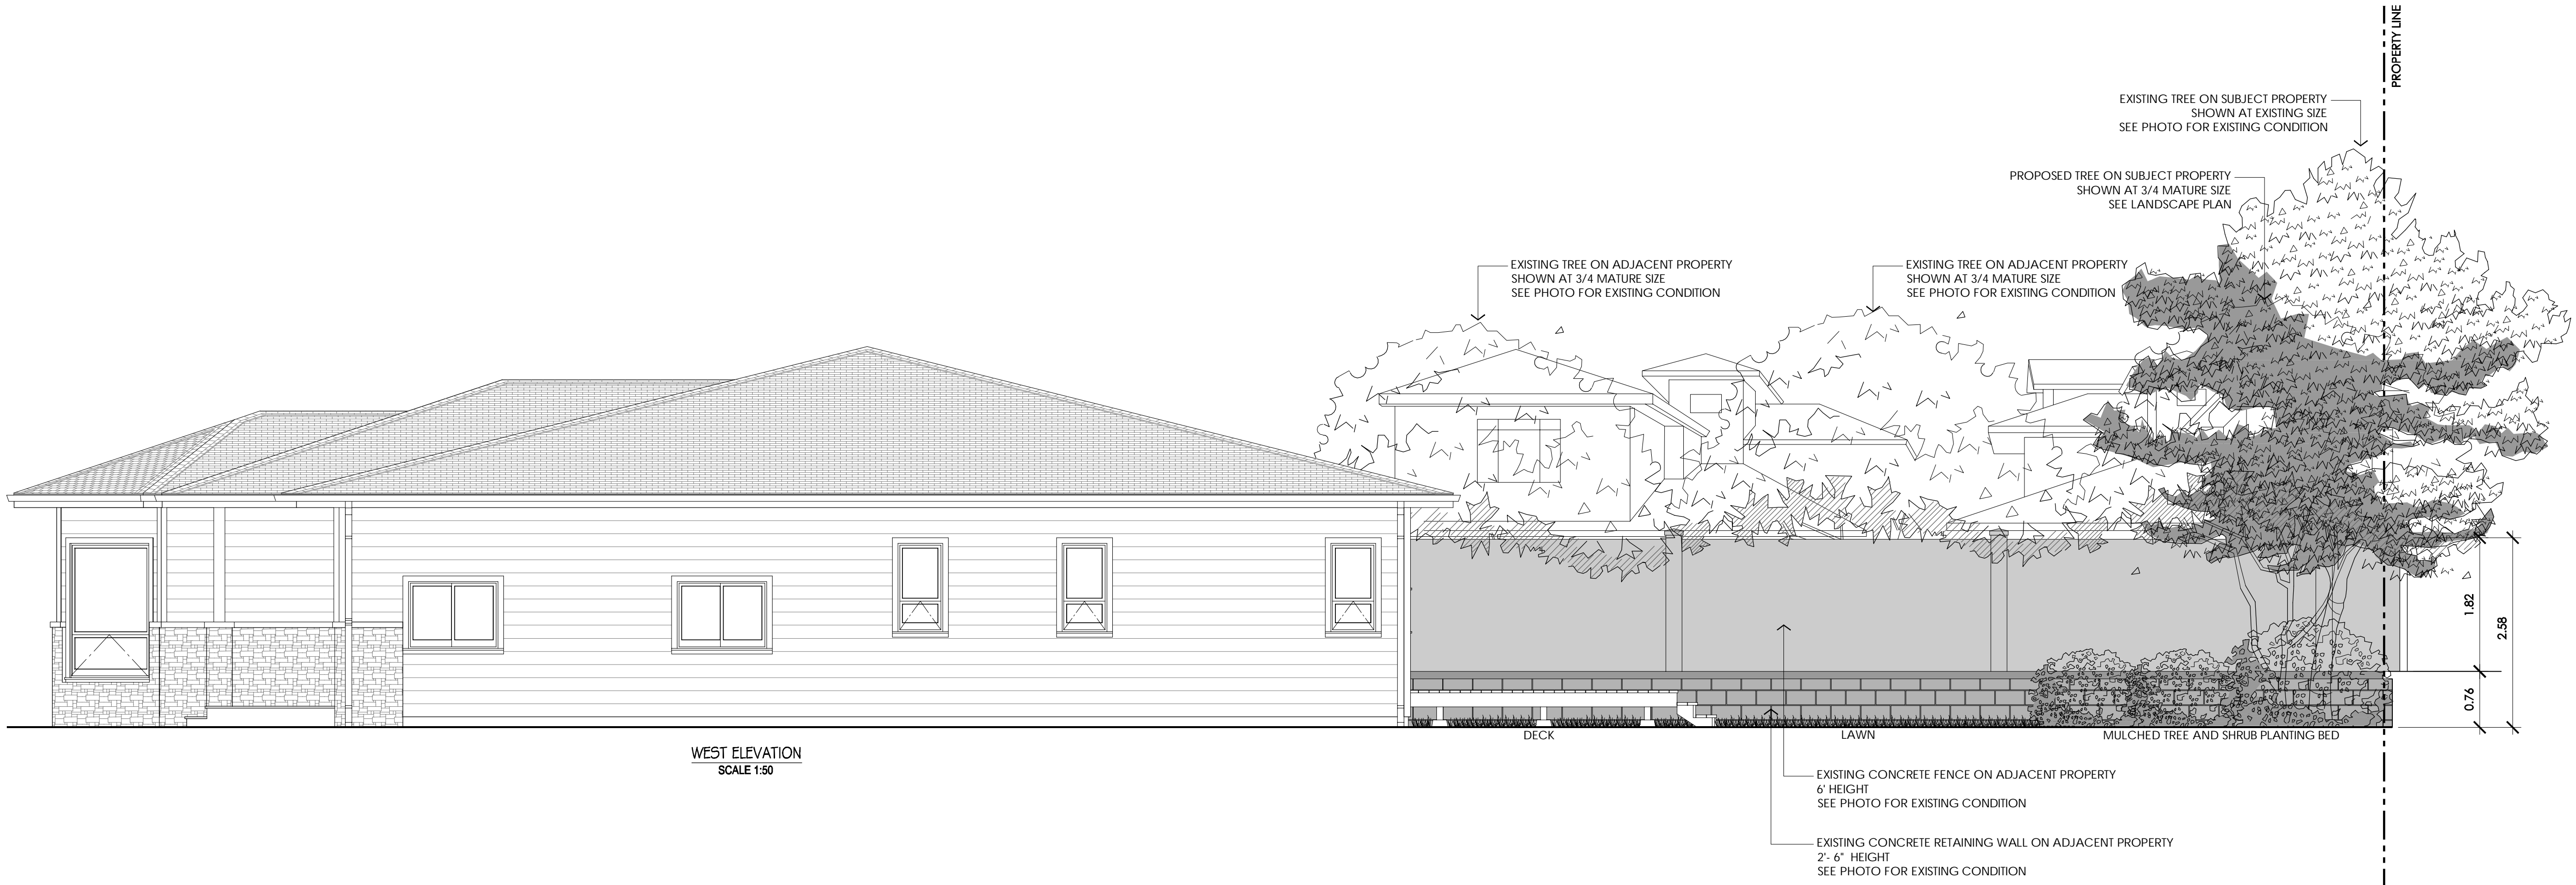 PROPERTY LINE
EXISTING TREE ON SUBJECT PROPERTY
SHOWN AT EXISTING SIZE
SEE PHOTO FOR EXISTING CONDITION
PROPOSED TREE ON SUBJECT PROPERTY
SHOWN AT 3/4 MATURE SIZE
SEE LANDSCAPE PLAN
EXISTING TREE ON ADJACENT PROPERTY
SHOWN AT 3/4 MATURE SIZE
SEE PHOTO FOR EXISTING CONDITION
EXISTING TREE ON ADJACENT PROPERTY
SHOWN AT 3/4 MATURE SIZE
SEE PHOTO FOR EXISTING CONDITION
1.82
2.58
0.76
DECK
LAWN
MULCHED TREE AND SHRUB PLANTING BED
WEST ELEVATION
SCALE 1:50
EXISTING CONCRETE FENCE ON ADJACENT PROPERTY
6' HEIGHT
SEE PHOTO FOR EXISTING CONDITION
EXISTING CONCRETE RETAINING WALL ON ADJACENT PROPERTY
2'- 6" HEIGHT
SEE PHOTO FOR EXISTING CONDITION